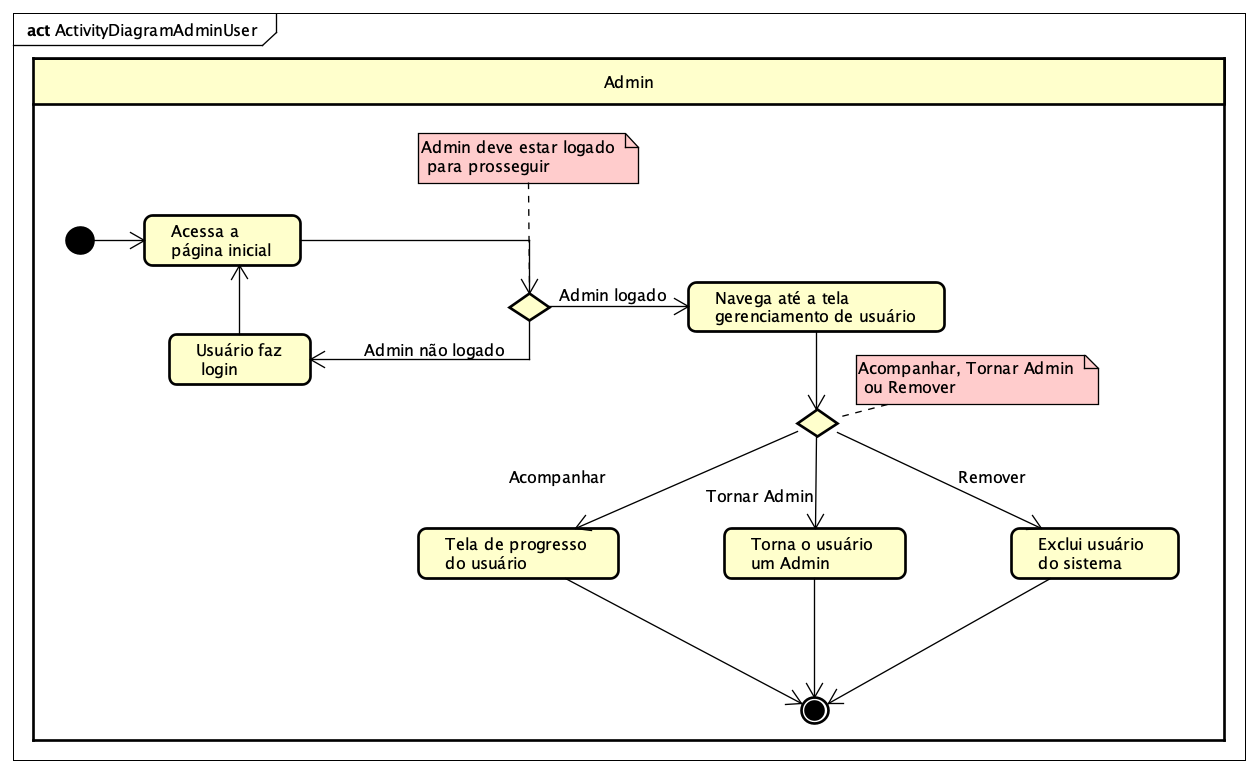 act ActivityDiagramAdminUser
Admin
Admin deve estar logado
para prosseguir
Acessa a
página inicial
Admin logado
Navega até a tela
gerenciamento de usuário
Usuário faz
login
Admin não logado
Acompanhar, Tornar Admin
ou Remover
Acompanhar
Tornar Admin
Remover
Tela de progresso
do usuário
Torna o usuário
um Admin
Exclui usuário
do sistema